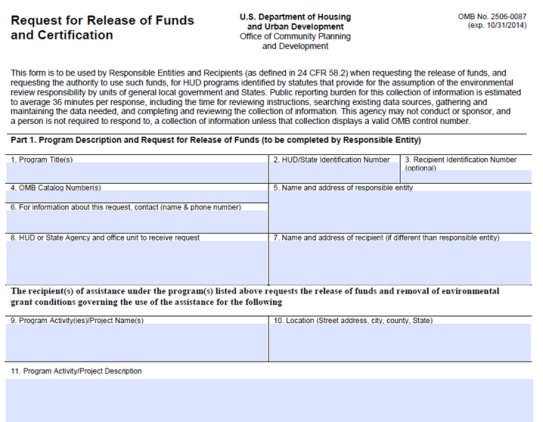 Request for Release of Funds
and Certification
U.S. Department of Housing
and Urban Development
Office of Community Planning
and Development
OMB No. 2506-0087
(exp. 10/31/2014)
This form is to be used by Responsible Entities and Recipients (as defined in 24 CFR 58.2) when requesting the release of funds, and
requesting the authority to use such funds, for HUD programs identified by statutes that provide for the assumption of the environmental
review responsibility by units of general local government and States. Public reporting burden for this collection of information is estimated
to average 36 minutes per response, including the time for reviewing instructions, searching existing data sources, gathering and
maintaining the data needed, and completing and reviewing the collection of information. This agency may not conduct or sponsor, and
a person is not required to respond to, a collection of information unless that collection displays a valid OMB control number.
Part 1. Program Description and Request for Release of Funds (to be completed by Responsible Entity)
1. Program Title(s)
2. HUD/State Identification Number
3. Recipient Identification Number
(optional)
4. OMB Catalog Number(s)
5. Name and address of responsible entity
6. For information about this request, contact (name & phone number)
8. HUD or State Agency and office unit to receive request
7. Name and address of recipient (if different than responsible entity)
The recipient(s) of assistance under the program(s) listed above requests the release of funds and removal of environmental
grant conditions governing the use of the assistance for the following
9. Program Activity(ies)/Project Name(s)
10. Location (Street address, city, county, State)
11. Program Activity/Project Description